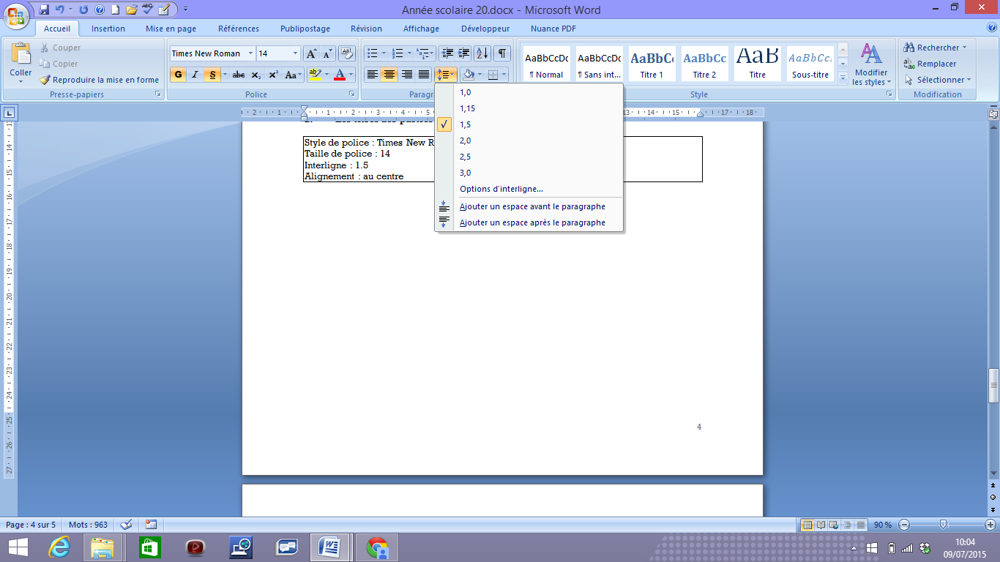 Année scolaire 20.docx - Microsoft Word
Accueil Insertion Mise en page Références Publipostage Révision Affichage Développeur Nuance PDF
Coller
Couper
Copier
Reproduire la mise en forme
Presse-papiers
Times New Roman 14
G I S abc x₂ x² Aa ab A
Police
AaBbCcDc AaBbCcDc AaBbCc AaBbCc AaB AaBbCc.
¶ Normal ¶ Sans int... Titre 1 Titre 2 Titre Sous-titre
Modifier
les styles
Style
Rechercher
Remplacer
Sélectionner
Modification
1,0
1,15
1,5
2,0
2,5
3,0
Options d'interligne...
Ajouter un espace avant le paragraphe
Ajouter un espace après le paragraphe
Style de police : Times New R
Taille de police : 14
Interligne : 1.5
Alignement : au centre
4
Page : 4 sur 5 Mots : 963
90 %
10:04
09/07/2015